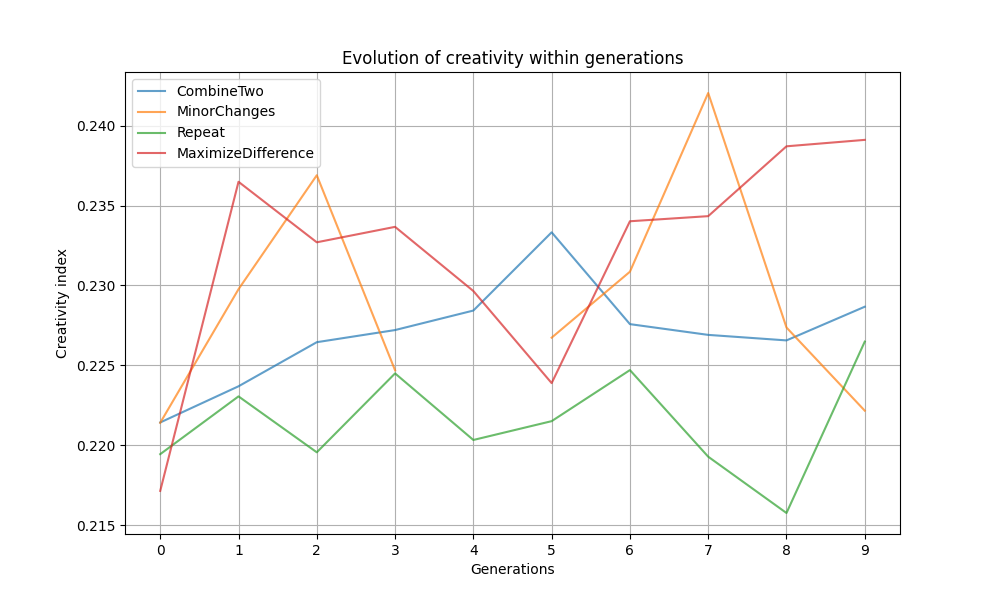 Evolution of creativity within generations
CombineTwo
MinorChanges
Repeat
MaximizeDifference
0.240
0.235
0.230
0.225
0.220
0.215
Creativity index
0 1 2 3 4 5 6 7 8 9
Generations